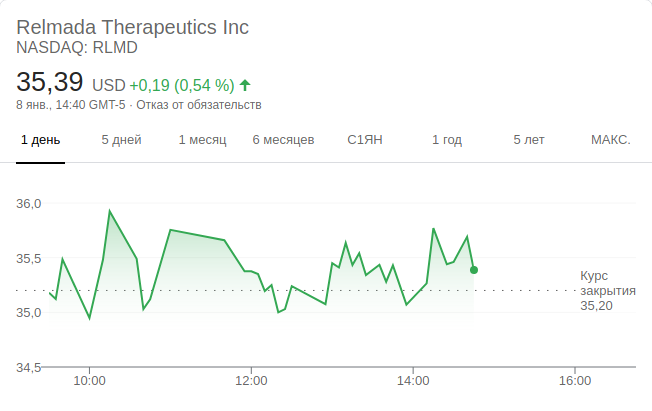 Relmada Therapeutics Inc
NASDAQ: RLMD
35,39 USD +0,19 (0,54 %)
8 янв., 14:40 GMT-5 · Отказ от обязательств
1 день 5 дней 1 месяц 6 месяцев С1ЯН 1 год 5 лет МАКС.
36,0
35,5
Курс
закрытия
35,20
35,0
34,5
10:00 12:00 14:00 16:00